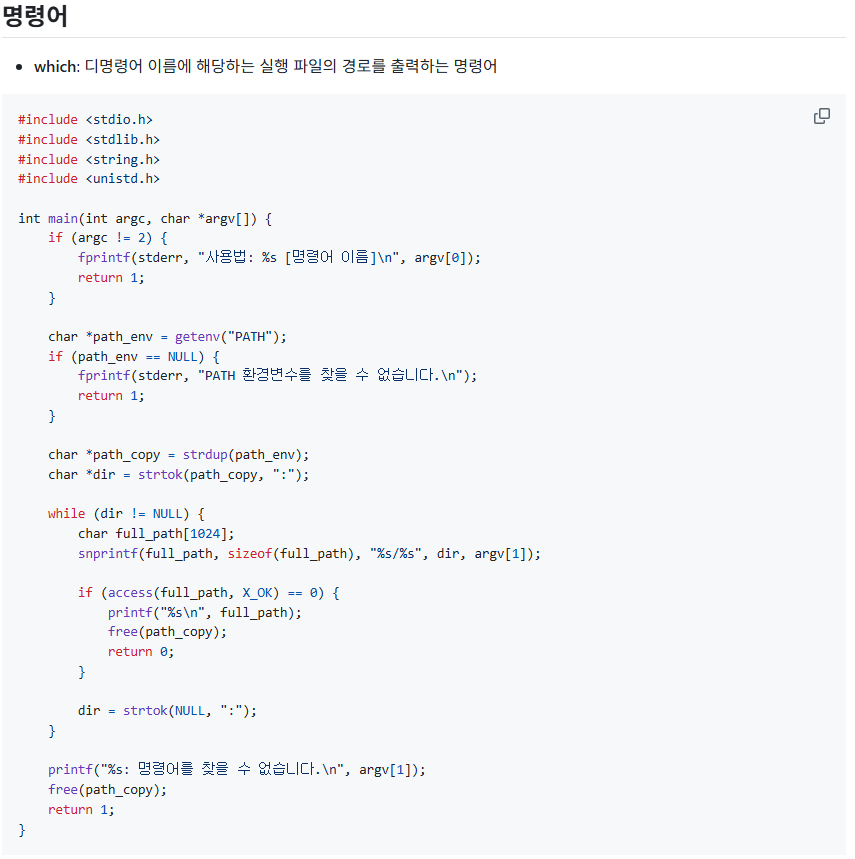 명령어
which: 디명령어 이름에 해당하는 실행 파일의 경로를 출력하는 명령어
#include <stdio.h>
#include <stdlib.h>
#include <string.h>
#include <unistd.h>
int main(int argc, char *argv[]) {
    if (argc != 2) {
        fprintf(stderr, "사용법: %s [명령어 이름]\n", argv[0]);
        return 1;
    }
    char *path_env = getenv("PATH");
    if (path_env == NULL) {
        fprintf(stderr, "PATH 환경변수를 찾을 수 없습니다.\n");
        return 1;
    }
    char *path_copy = strdup(path_env);
    char *dir = strtok(path_copy, ":");
    while (dir != NULL) {
        char full_path[1024];
        snprintf(full_path, sizeof(full_path), "%s/%s", dir, argv[1]);
        if (access(full_path, X_OK) == 0) {
            printf("%s\n", full_path);
            free(path_copy);
            return 0;
        }
        dir = strtok(NULL, ":");
    }
    printf("%s: 명령어를 찾을 수 없습니다.\n", argv[1]);
    free(path_copy);
    return 1;
}